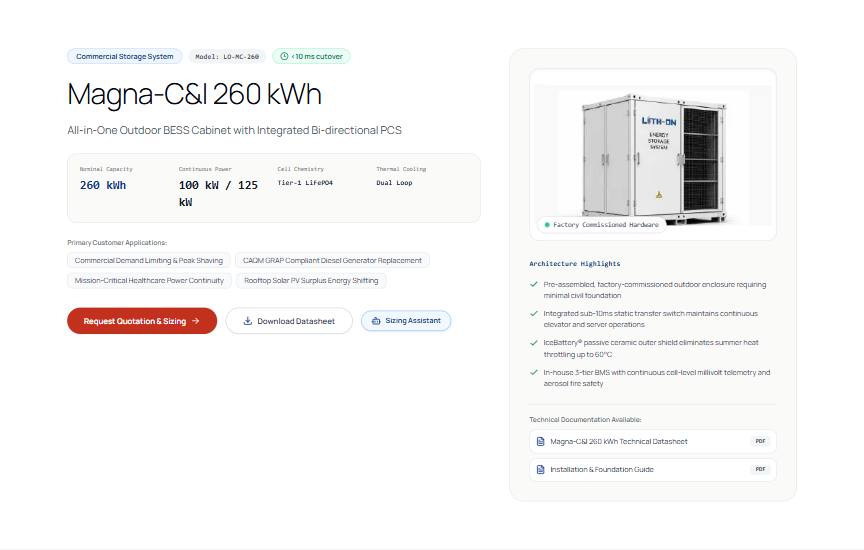 Commercial Storage System
Model: LO-MC-260
<10 ms cutover
Magna-C&I 260 kWh
All-in-One Outdoor BESS Cabinet with Integrated Bi-directional PCS
Nominal Capacity
260 kWh
Continuous Power
100 kW / 125
kW
Cell Chemistry
Tier-1 LiFePO4
Thermal Cooling
Dual Loop
Primary Customer Applications:
Commercial Demand Limiting & Peak Shaving
CAQM GRAP Compliant Diesel Generator Replacement
Mission-Critical Healthcare Power Continuity
Rooftop Solar PV Surplus Energy Shifting
Request Quotation & Sizing
Download Datasheet
Sizing Assistant
LITH-ON
ENERGY
STORAGE
SYSTEM
Factory Commissioned Hardware
Architecture Highlights
Pre-assembled, factory-commissioned outdoor enclosure requiring
minimal civil foundation
Integrated sub-10ms static transfer switch maintains continuous
elevator and server operations
IceBattery® passive ceramic outer shield eliminates summer heat
throttling up to 60°C
In-house 3-tier BMS with continuous cell-level millivolt telemetry and
aerosol fire safety
Technical Documentation Available:
Magna-C&I 260 kWh Technical Datasheet
PDF
Installation & Foundation Guide
PDF